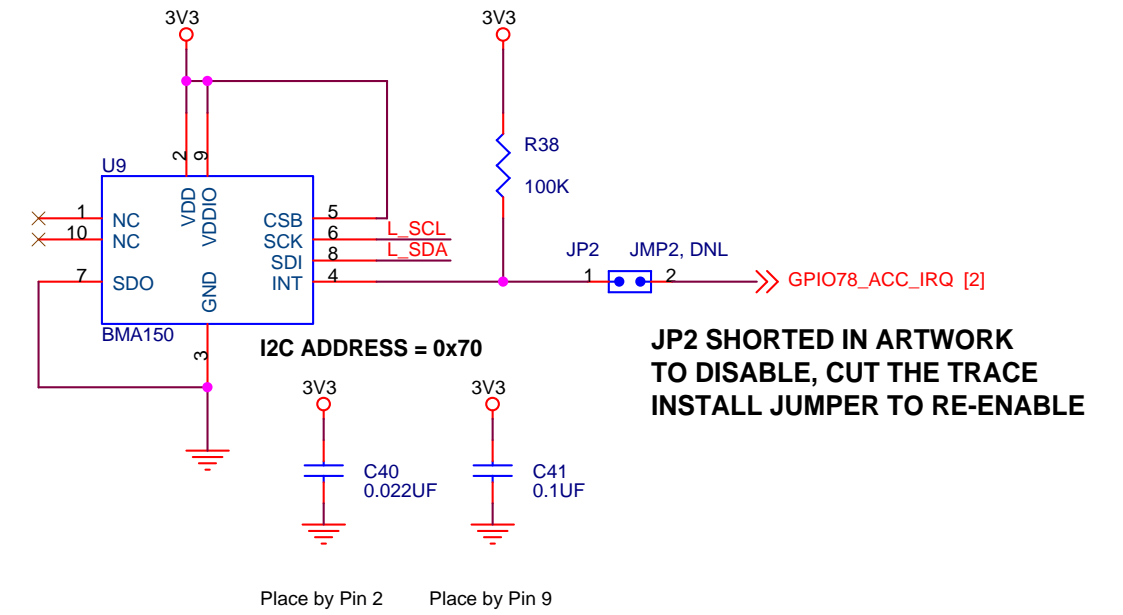 3V3
3V3
R38
100K
U9
2
9
VDD
VDDIO
1
NC
10
NC
7
SDO
GND
3
CSB
5
SCK
6
L_SCL
SDI
8
L_SDA
INT
4
BMA150
JP2
JMP2, DNL
1
2
GPIO78_ACC_IRQ [2]
I2C ADDRESS = 0x70
JP2 SHORTED IN ARTWORK
TO DISABLE, CUT THE TRACE
INSTALL JUMPER TO RE-ENABLE
3V3
3V3
C40
0.022UF
C41
0.1UF
Place by Pin 2
Place by Pin 9